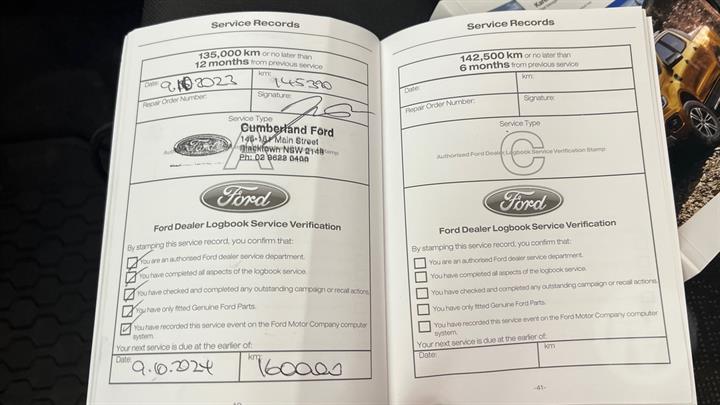 Service Records
135,000 km or no later than
12 months from previous service
Date: 9.10.2023
km: 145390
Repair Order Number:
Signature:
Service Type
Cumberland Ford
Main Street
Blacktown NSW 2148
Ph: 02 9622 0400
Ford
A
Ford
Ford Dealer Logbook Service Verification
By stamping this service record, you confirm that:
You are an authorised Ford dealer service department.
You have completed all aspects of the logbook service.
You have checked and completed any outstanding campaign or recall actions.
You have only fitted Genuine Ford Parts.
You have recorded this service event on the Ford Motor Company computer
system.
Your next service is due at the earlier of:
Date: 9.10.2024
km: 160000
Service Records
142,500 km or no later than
6 months from previous service
Date:
km:
Repair Order Number:
Signature:
Service Type
C
Authorised Ford Dealer Logbook Service Verification Stamp
Ford
Ford Dealer Logbook Service Verification
By stamping this service record, you confirm that:
You are an authorised Ford dealer service department.
You have completed all aspects of the logbook service.
You have checked and completed any outstanding campaign or recall actions.
You have only fitted Genuine Ford Parts.
You have recorded this service event on the Ford Motor Company computer
system.
Your next service is due at the earlier of:
Date:
km
-41-